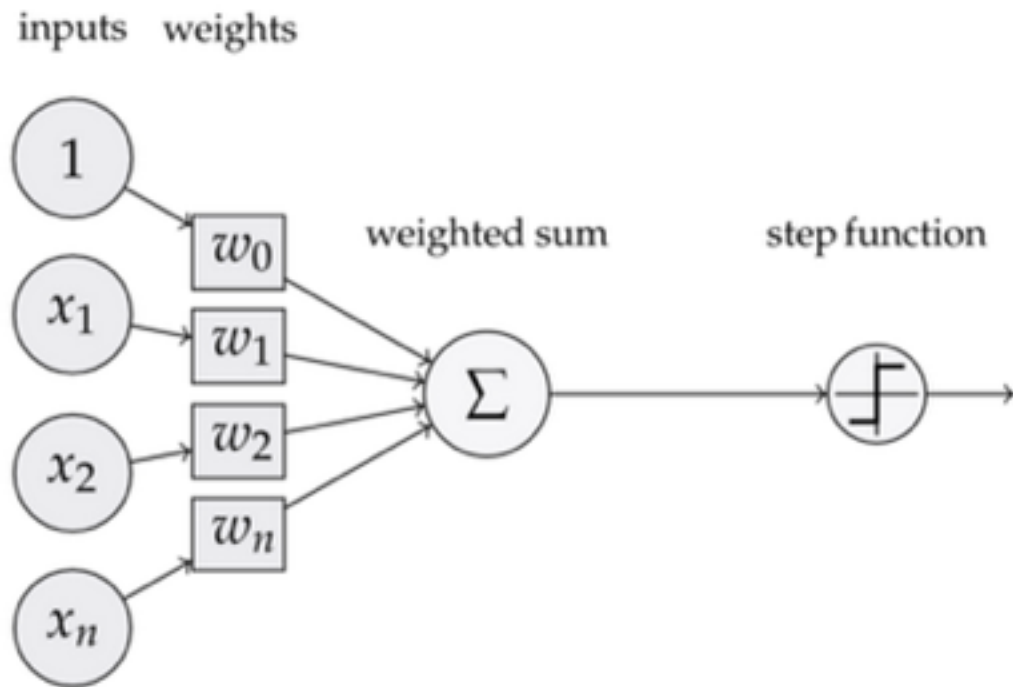 inputs weights
1
w₀
weighted sum
step function
x₁
w₁
Σ
x₂
w₂
wₙ
xₙ